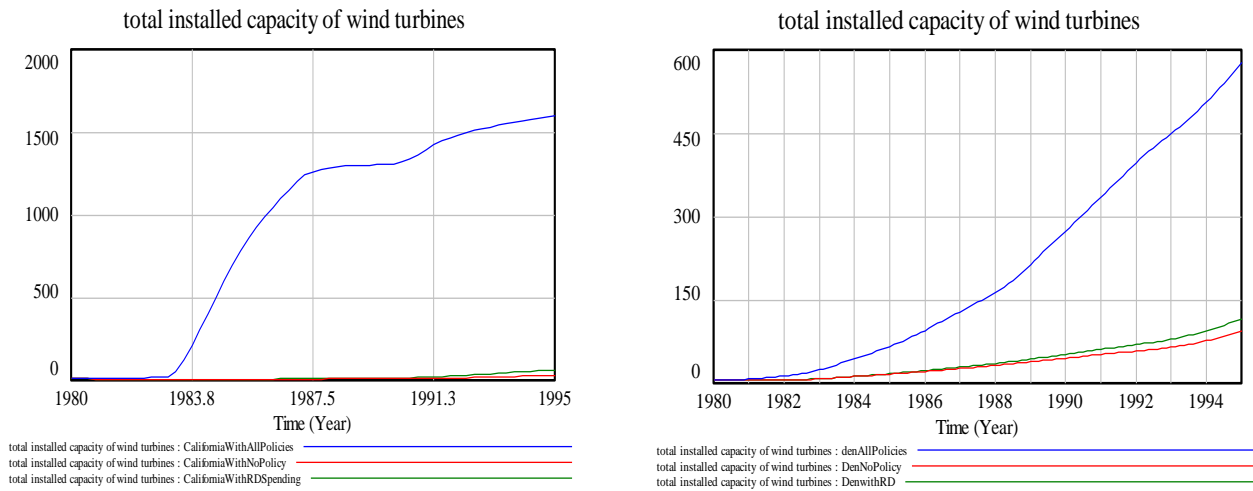 total installed capacity of wind turbines
2000
1500
1000
500
0
1980 1983.8 1987.5 1991.3 1995
Time (Year)
total installed capacity of wind turbines : CaliforniaWithAllPolicies
total installed capacity of wind turbines : CaliforniaWithNoPolicy
total installed capacity of wind turbines : CaliforniaWithRDSpending
total installed capacity of wind turbines
600
450
300
150
0
1980 1982 1984 1986 1988 1990 1992 1994
Time (Year)
total installed capacity of wind turbines : denAllPolicies
total installed capacity of wind turbines : DenNoPolicy
total installed capacity of wind turbines : DenwithRD